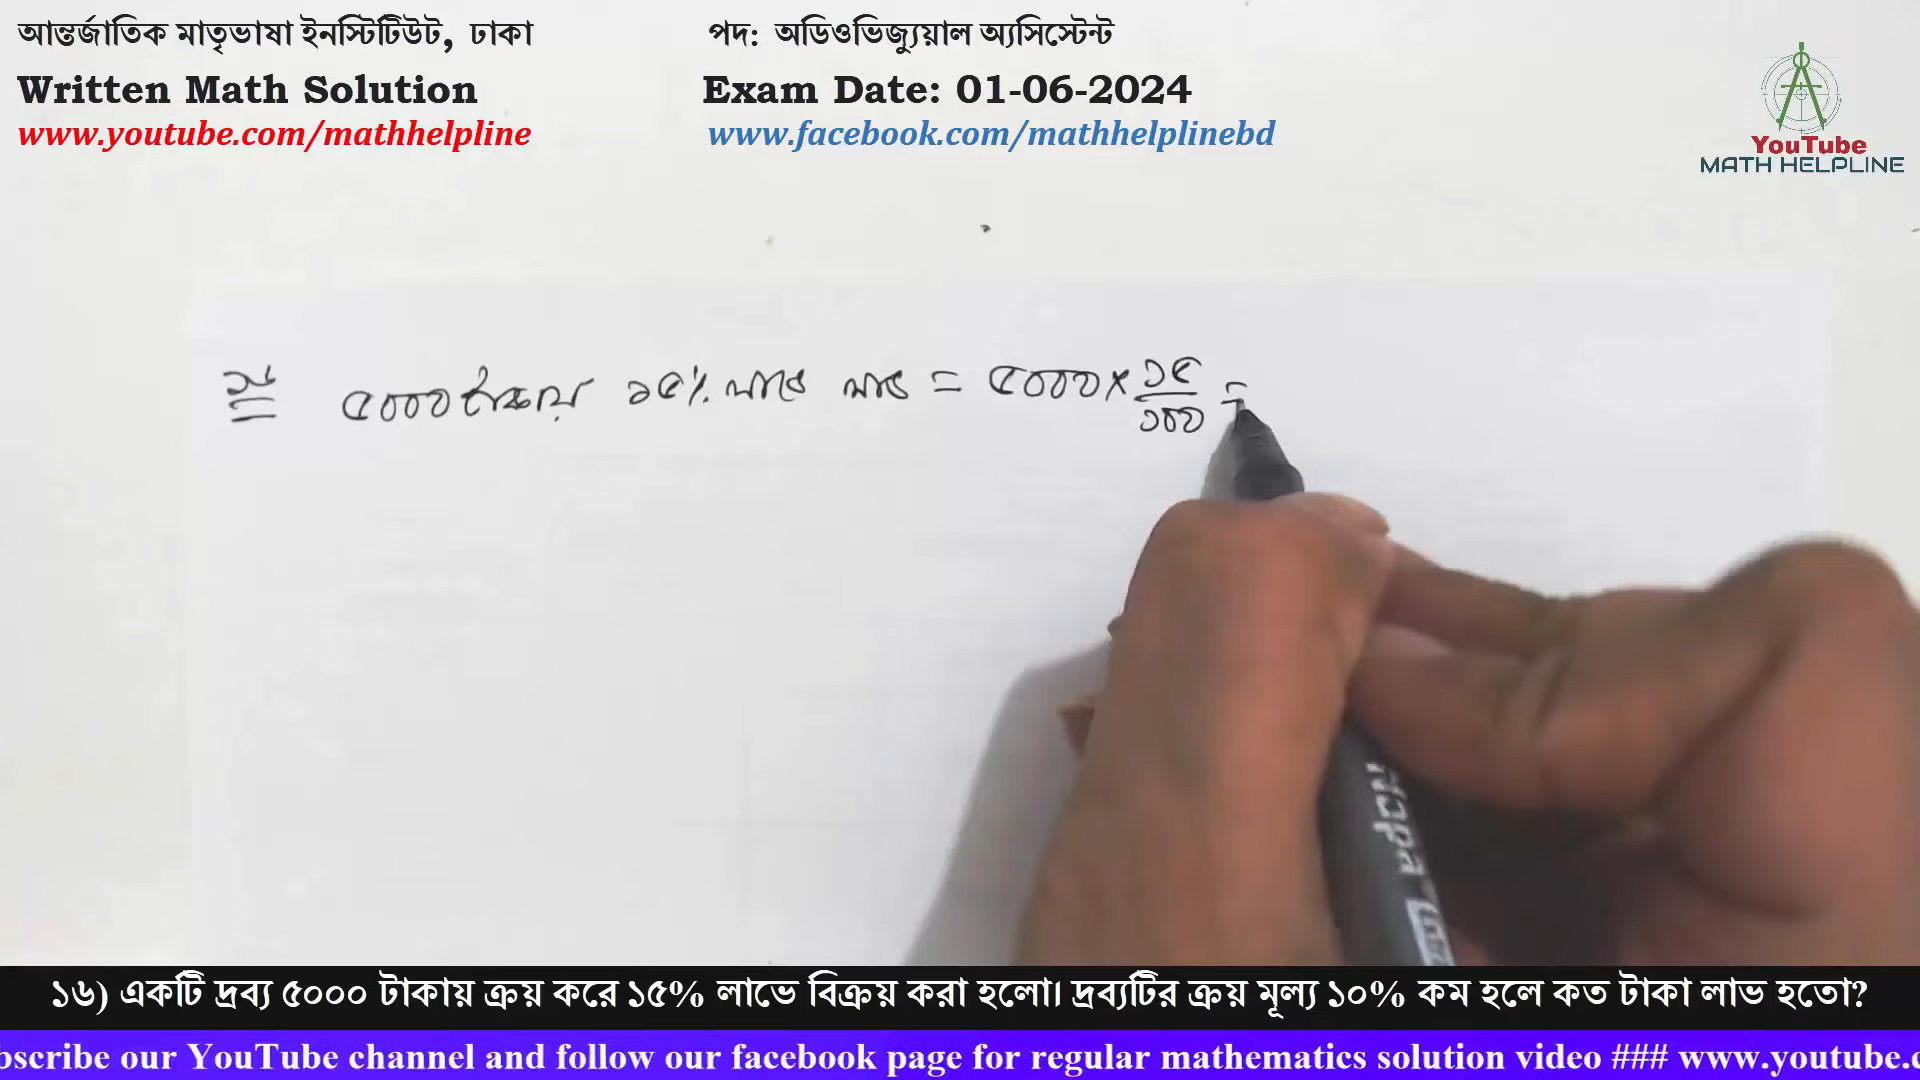 আন্তর্জাতিক মাতৃভাষা ইনস্টিটিউট, ঢাকা
পদ: অডিওভিজ্যুয়াল অ্যসিস্টেন্ট
Written Math Solution
Exam Date: 01-06-2024
www.youtube.com/mathhelpline
www.facebook.com/mathhelplinebd
YouTube
MATH HELPLINE
৫০০০ টাকায় ১৫% লাভে লাভ = ৫০০০ × ১৫/১০০ =
১৬) একটি দ্রব্য ৫০০০ টাকায় ক্রয় করে ১৫% লাভে বিক্রয় করা হলো। দ্রব্যটির ক্রয় মূল্য ১০% কম হলে কত টাকা লাভ হতো?
bscribe our YouTube channel and follow our facebook page for regular mathematics solution video ### www.youtube.c